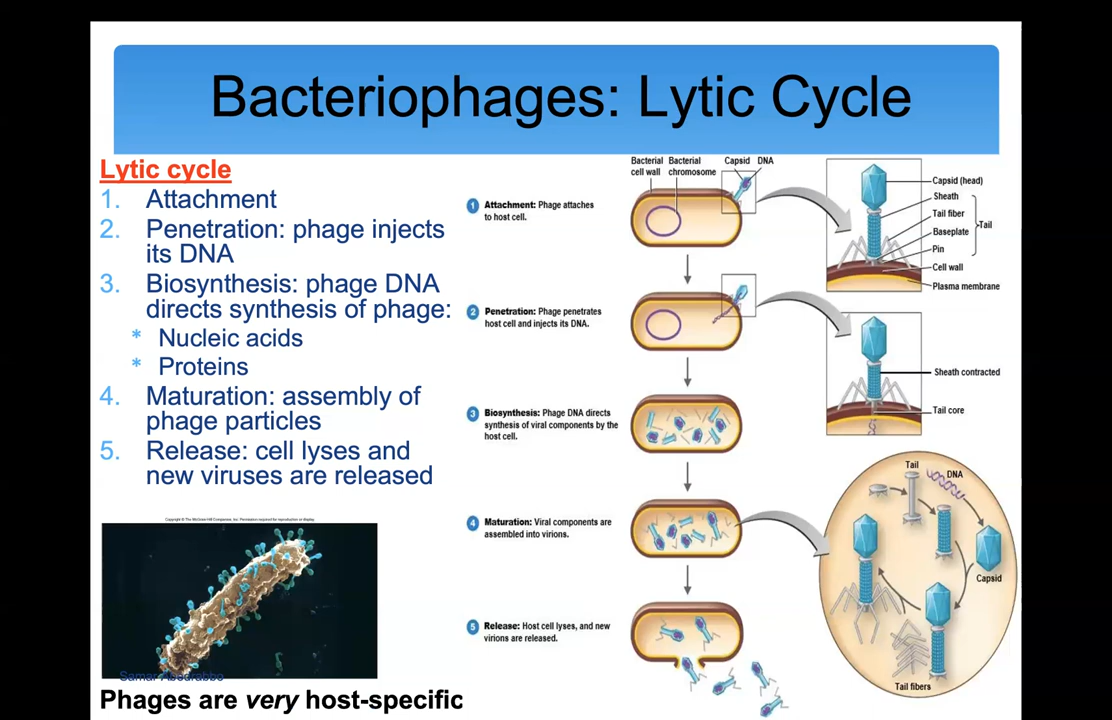 Bacteriophages: Lytic Cycle
Lytic cycle
1. Attachment
2. Penetration: phage injects
its DNA
3. Biosynthesis: phage DNA
directs synthesis of phage:
* Nucleic acids
* Proteins
4. Maturation: assembly of
phage particles
5. Release: cell lyses and
new viruses are released
Copyright © The McGraw-Hill Companies, Inc. Permission required for reproduction or display.
Samar Abodrabbo
Phages are very host-specific
Bacterial
cell wall
Bacterial
chromosome
Capsid
DNA
1 Attachment: Phage attaches
to host cell.
Capsid (head)
Sheath
Tail fiber
Baseplate
Pin
Tail
Cell wall
Plasma membrane
2 Penetration: Phage penetrates
host cell and injects its DNA.
Sheath contracted
Tail core
3 Biosynthesis: Phage DNA directs
synthesis of viral components by the
host cell.
4 Maturation: Viral components are
assembled into virions.
Tail
DNA
Capsid
Tail fibers
5 Release: Host cell lyses, and new
virions are released.